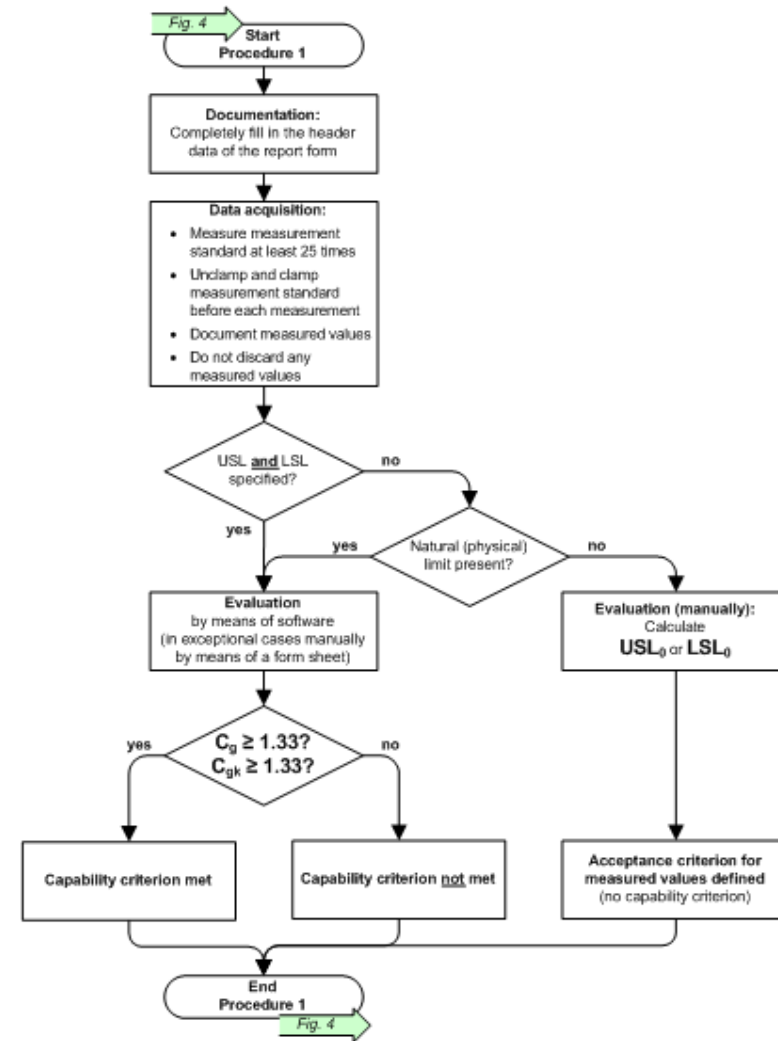 Fig. 4
Start
Procedure 1
Documentation:
Completely fill in the header
data of the report form
Data acquisition:
• Measure measurement
standard at least 25 times
• Unclamp and clamp
measurement standard
before each measurement
• Document measured values
• Do not discard any
measured values
USL and LSL
specified?
no
yes
Natural (physical)
limit present?
yes
no
Evaluation
by means of software
(in exceptional cases manually
by means of a form sheet)
Evaluation (manually):
Calculate
USL₀ or LSL₀
yes
C_g ≥ 1.33?
C_gk ≥ 1.33?
no
Capability criterion met
Capability criterion not met
Acceptance criterion for
measured values defined
(no capability criterion)
End
Procedure 1
Fig. 4